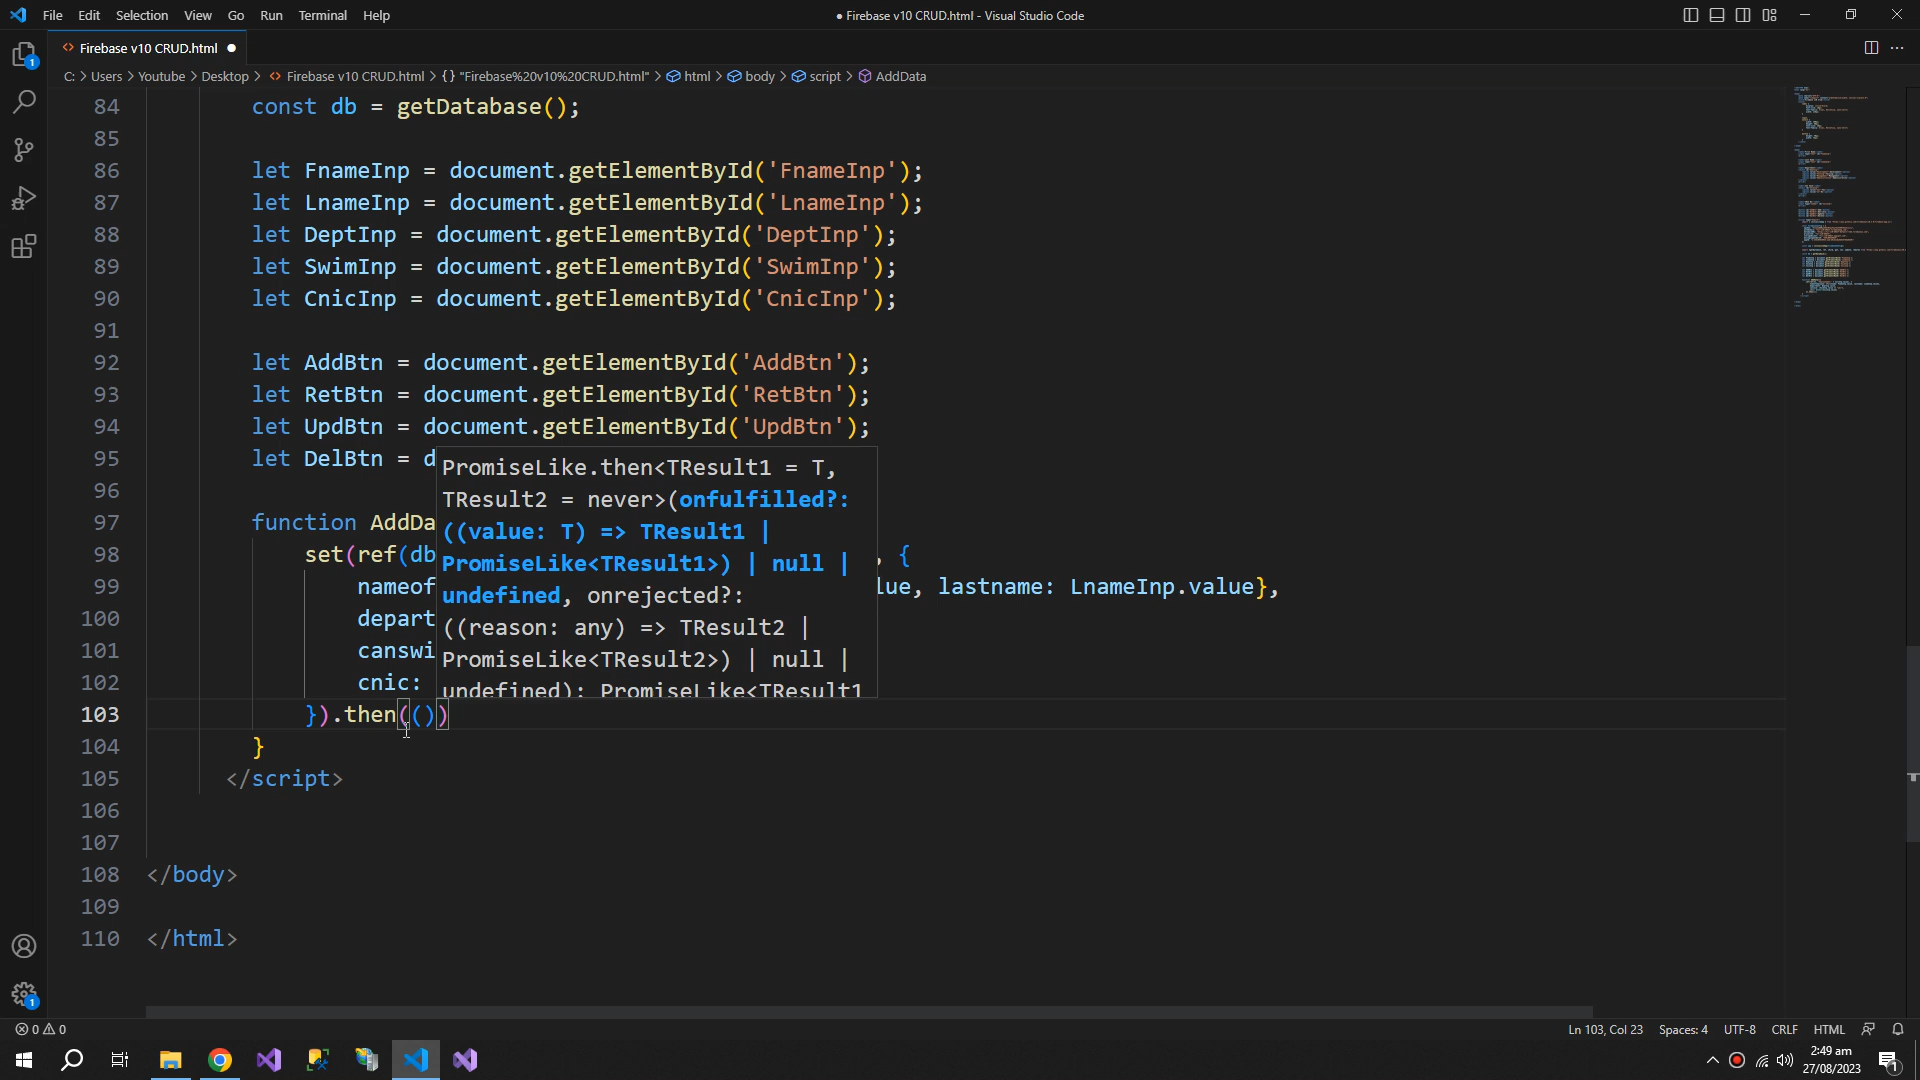 File Edit Selection View Go Run Terminal Help
● Firebase v10 CRUD.html - Visual Studio Code
Firebase v10 CRUD.html ●
C: > Users > Youtube > Desktop > Firebase v10 CRUD.html > {} "Firebase%20v10%20CRUD.html" > html > body > script > AddData
84 const db = getDatabase();
85
86 let FnameInp = document.getElementById('FnameInp');
87 let LnameInp = document.getElementById('LnameInp');
88 let DeptInp = document.getElementById('DeptInp');
89 let SwimInp = document.getElementById('SwimInp');
90 let CnicInp = document.getElementById('CnicInp');
91
92 let AddBtn = document.getElementById('AddBtn');
93 let RetBtn = document.getElementById('RetBtn');
94 let UpdBtn = document.getElementById('UpdBtn');
95 let DelBtn = d
PromiseLike.then<TResult1 = T,
TResult2 = never>(onfulfilled?:
((value: T) => TResult1 |
PromiseLike<TResult1>) | null |
undefined, onrejected?:
((reason: any) => TResult2 |
PromiseLike<TResult2>) | null |
undefined): PromiseLike<TResult1
96
97 function AddDa
98 set(ref(db , {
99 nameof lue, lastname: LnameInp.value},
100 depart
101 canswi
102 cnic:
103 }).then(())
104 }
105 </script>
106
107
108 </body>
109
110 </html>
1
1
0 0
Ln 103, Col 23 Spaces: 4 UTF-8 CRLF HTML
2:49 am
27/08/2023
1